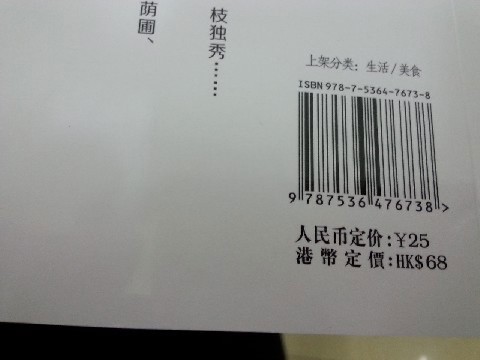 枝独秀……
荫圃、
上架分类：生活/美食
ISBN 978-7-5364-7673-8
9 787536 476738 >
人民币定价:¥25
港幣定價:HK$68